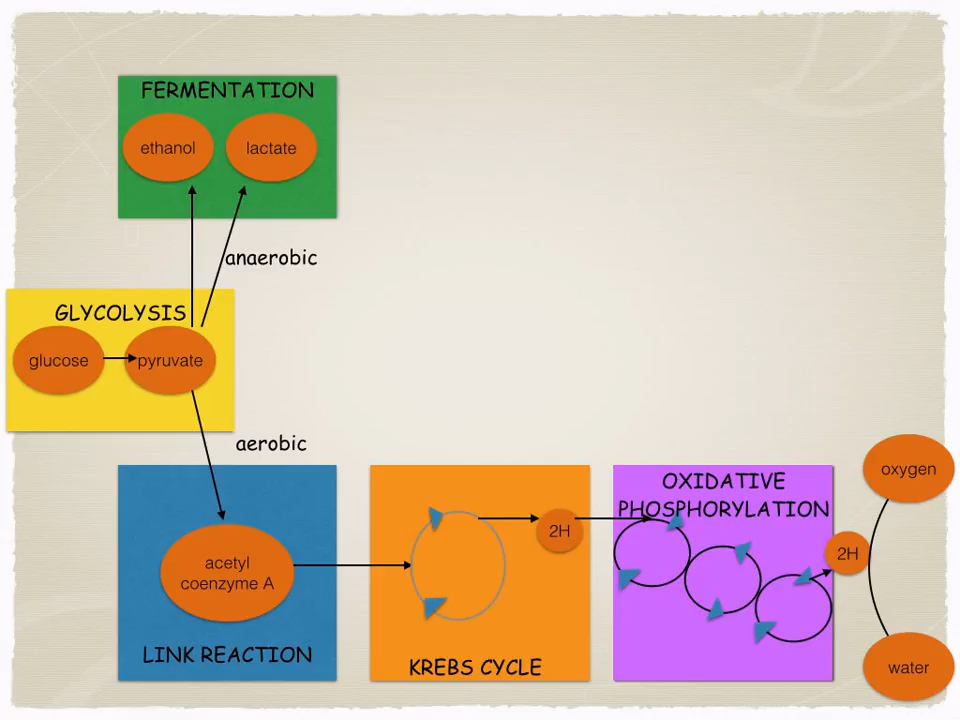 FERMENTATION
ethanol
lactate
anaerobic
GLYCOLYSIS
glucose
pyruvate
aerobic
acetyl
coenzyme A
LINK REACTION
2H
KREBS CYCLE
OXIDATIVE
PHOSPHORYLATION
2H
oxygen
water